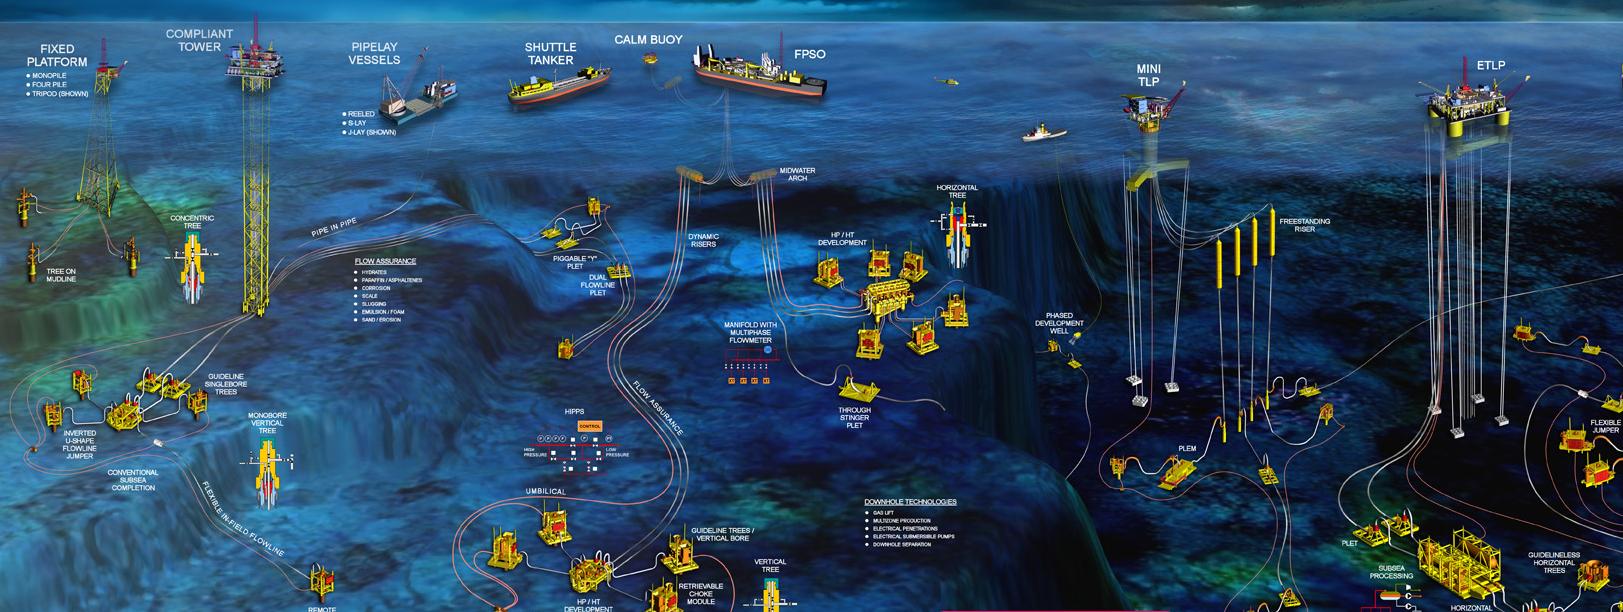 FIXED
PLATFORM
MONOPILE
FOUR PILE
TRIPOD (SHOWN)
COMPLIANT
TOWER
PIPELAY
VESSELS
REELED
S-LAY
J-LAY (SHOWN)
SHUTTLE
TANKER
CALM BUOY
FPSO
MINI
TLP
ETLP
MIDWATER
ARCH
HORIZONTAL
TREE
CONCENTRIC
TREE
TREE ON
MUDLINE
PIPE IN PIPE
FLOW ASSURANCE
HYDRATES
PARAFFIN / ASPHALTENES
CORROSION
SCALE
SLUGGING
EMULSION / FOAM
SAND / EROSION
PIGGABLE "Y"
PLET
DUAL
FLOWLINE
PLET
DYNAMIC
RISERS
HP / HT
DEVELOPMENT
FREESTANDING
RISER
MANIFOLD WITH
MULTIPHASE
FLOWMETER
PHASED
DEVELOPMENT
WELL
GUIDELINE
SINGLEBORE
TREES
INVERTED
U-SHAPE
FLOWLINE
JUMPER
MONOBORE
VERTICAL
TREE
CONVENTIONAL
SUBSEA
COMPLETION
FLEXIBLE IN-FIELD FLOWLINE
FLOW ASSURANCE
HIPPS
CONTROL
HIGH
PRESSURE
LOW
PRESSURE
THROUGH
STINGER
PLET
PLEM
FLEXIBLE
JUMPER
UMBILICAL
GUIDELINE TREES /
VERTICAL BORE
DOWNHOLE TECHNOLOGIES
GAS LIFT
MULTIZONE PRODUCTION
ELECTRICAL PENETRATIONS
ELECTRICAL SUBMERSIBLE PUMPS
DOWNHOLE SEPARATION
VERTICAL
TREE
RETRIEVABLE
CHOKE
MODULE
HP / HT
DEVELOPMENT
REMOTE
PLET
SUBSEA
PROCESSING
GUIDELINELESS
HORIZONTAL
TREES
HORIZONTAL